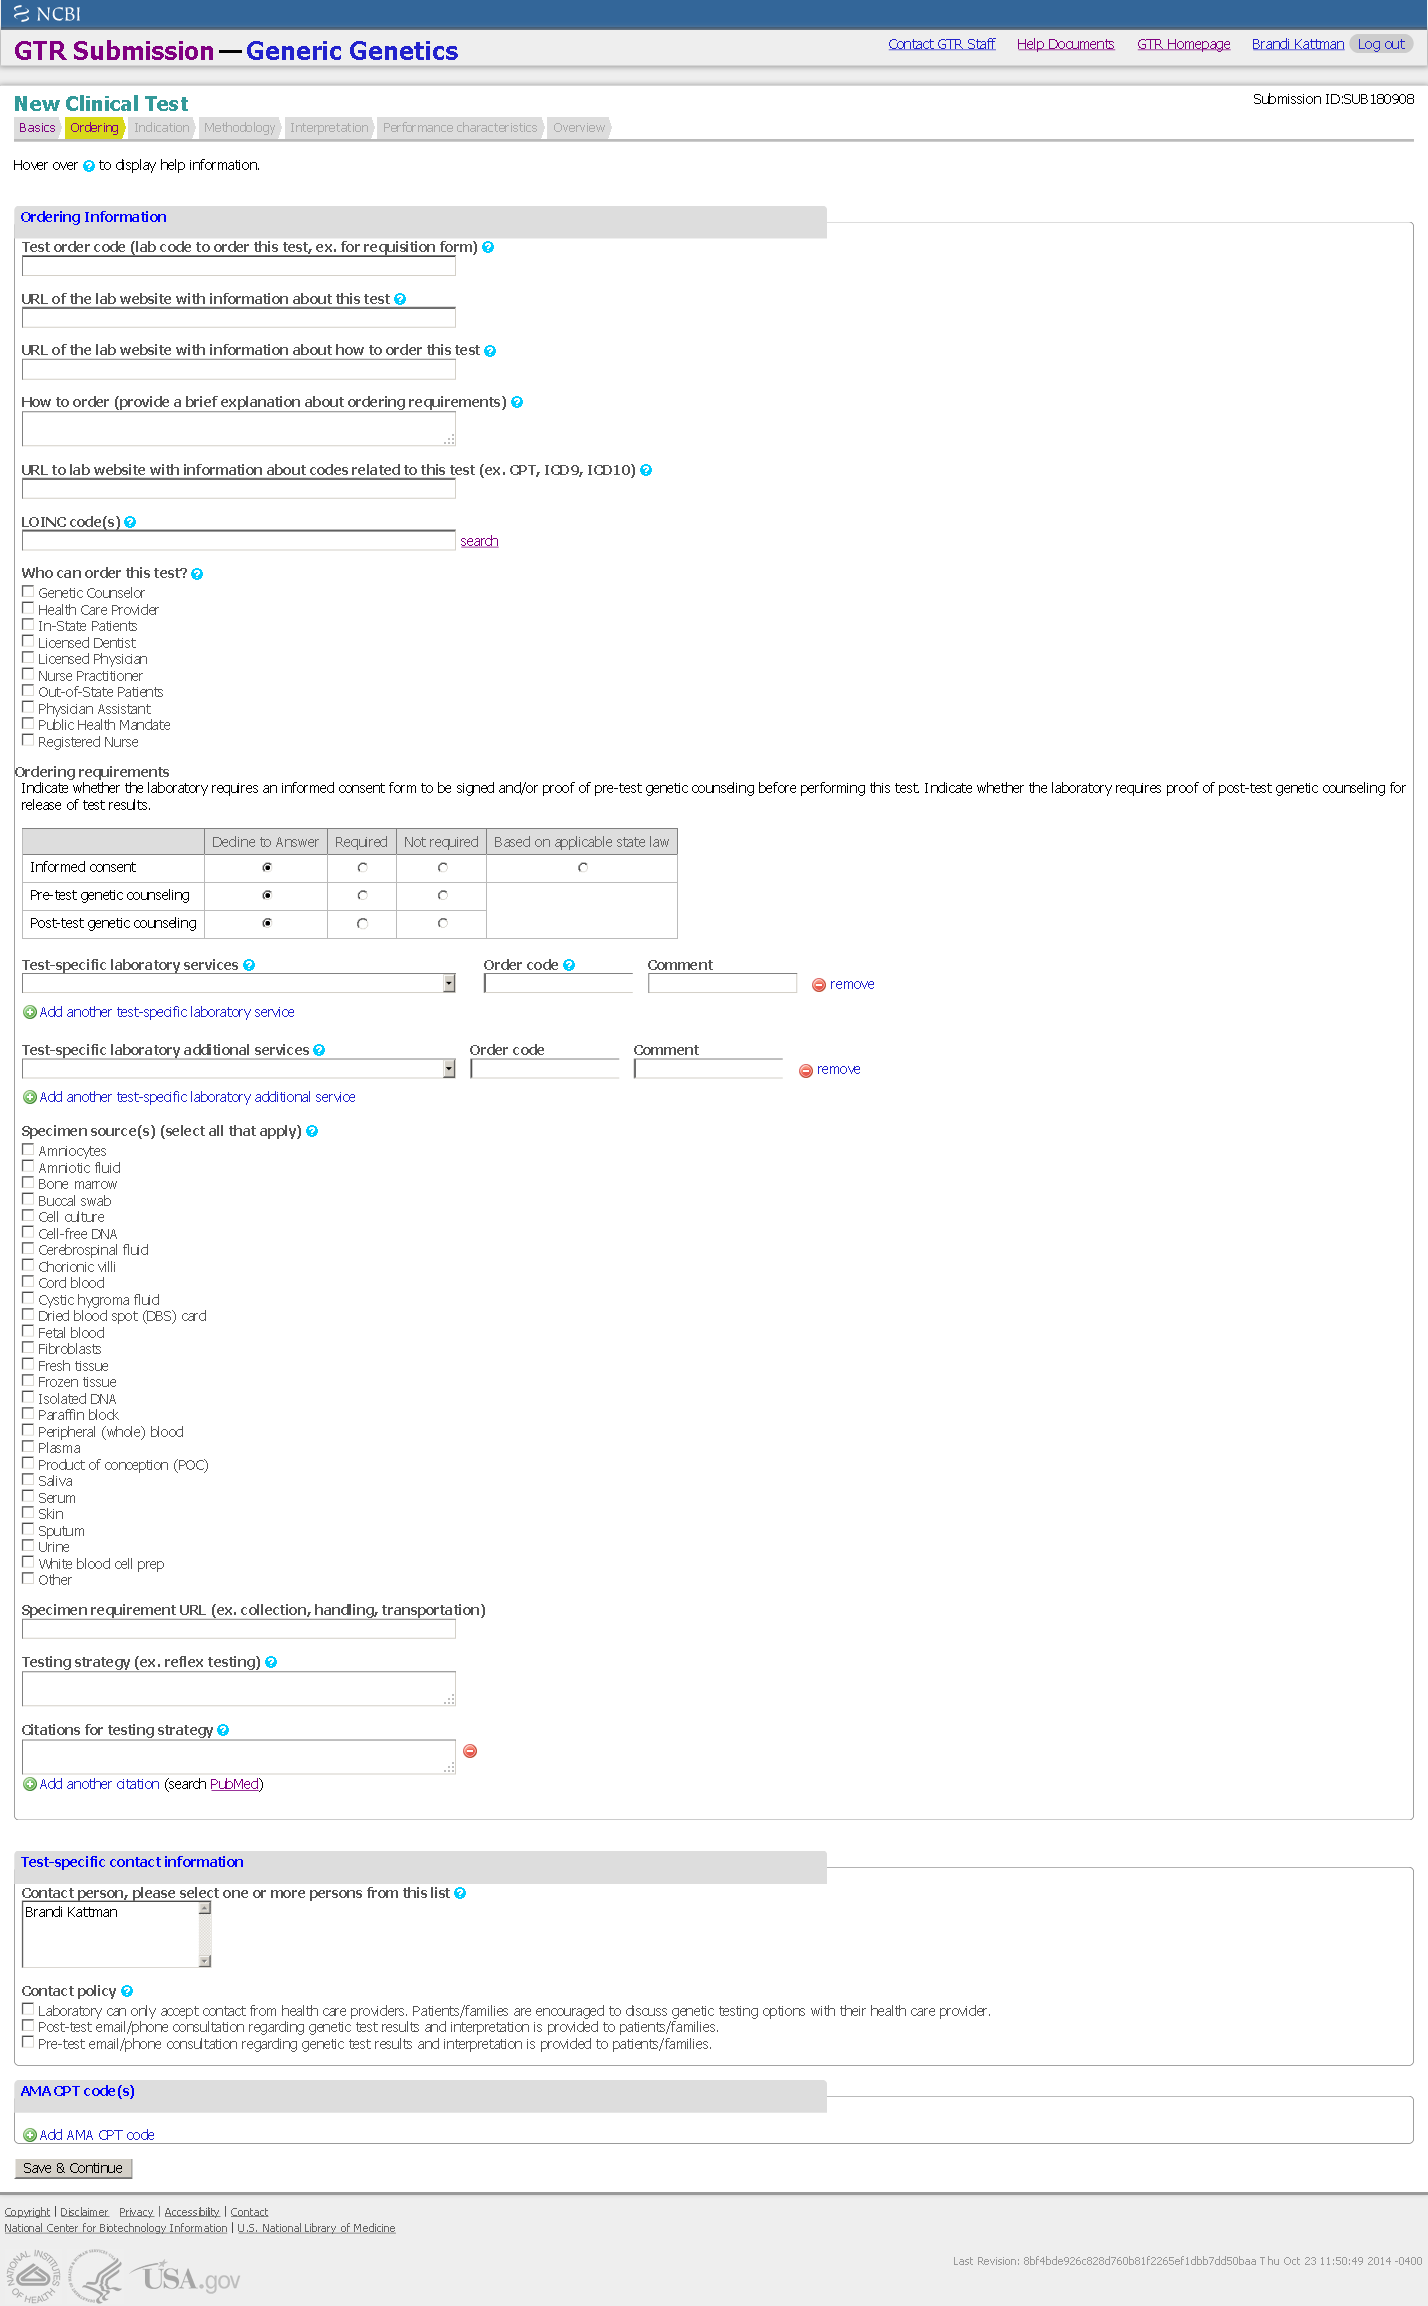 NCBI
GTR Submission — Generic Genetics
Contact GTR Staff Help Documents GTR Homepage Brandi Kattman Log out
New Clinical Test
Submission ID:SUB180908
Basics Ordering Indication Methodology Interpretation Performance characteristics Overview
Hover over ? to display help information.
Ordering Information
Test order code (lab code to order this test, ex. for requisition form) ?
URL of the lab website with information about this test ?
URL of the lab website with information about how to order this test ?
How to order (provide a brief explanation about ordering requirements) ?
URL to lab website with information about codes related to this test (ex. CPT, ICD9, ICD10) ?
LOINC code(s) ?
search
Who can order this test? ?
Genetic Counselor
Health Care Provider
In-State Patients
Licensed Dentist
Licensed Physician
Nurse Practitioner
Out-of-State Patients
Physician Assistant
Public Health Mandate
Registered Nurse
Ordering requirements
Indicate whether the laboratory requires an informed consent form to be signed and/or proof of pre-test genetic counseling before performing this test. Indicate whether the laboratory requires proof of post-test genetic counseling for
release of test results.
Decline to Answer Required Not required Based on applicable state law
Informed consent
Pre-test genetic counseling
Post-test genetic counseling
Test-specific laboratory services ? Order code ? Comment
remove
Add another test-specific laboratory service
Test-specific laboratory additional services ? Order code Comment
remove
Add another test-specific laboratory additional service
Specimen source(s) (select all that apply) ?
Amniocytes
Amniotic fluid
Bone marrow
Buccal swab
Cell culture
Cell-free DNA
Cerebrospinal fluid
Chorionic villi
Cord blood
Cystic hygroma fluid
Dried blood spot (DBS) card
Fetal blood
Fibroblasts
Fresh tissue
Frozen tissue
Isolated DNA
Paraffin block
Peripheral (whole) blood
Plasma
Product of conception (POC)
Saliva
Serum
Skin
Sputum
Urine
White blood cell prep
Other
Specimen requirement URL (ex. collection, handling, transportation)
Testing strategy (ex. reflex testing) ?
Citations for testing strategy ?
Add another citation (search PubMed)
Test-specific contact information
Contact person, please select one or more persons from this list ?
Brandi Kattman
Contact policy ?
Laboratory can only accept contact from health care providers. Patients/families are encouraged to discuss genetic testing options with their health care provider.
Post-test email/phone consultation regarding genetic test results and interpretation is provided to patients/families.
Pre-test email/phone consultation regarding genetic test results and interpretation is provided to patients/families.
AMA CPT code(s)
Add AMA CPT code
Save & Continue
Copyright | Disclaimer Privacy | Accessibility | Contact
National Center for Biotechnology Information | U.S. National Library of Medicine
Last Revision: 8bf4bde926c828d760b81f2265ef1dbb7dd50baa Thu Oct 23 11:50:49 2014 -0400
NATIONAL INSTITUTES OF HEALTH
USA.gov